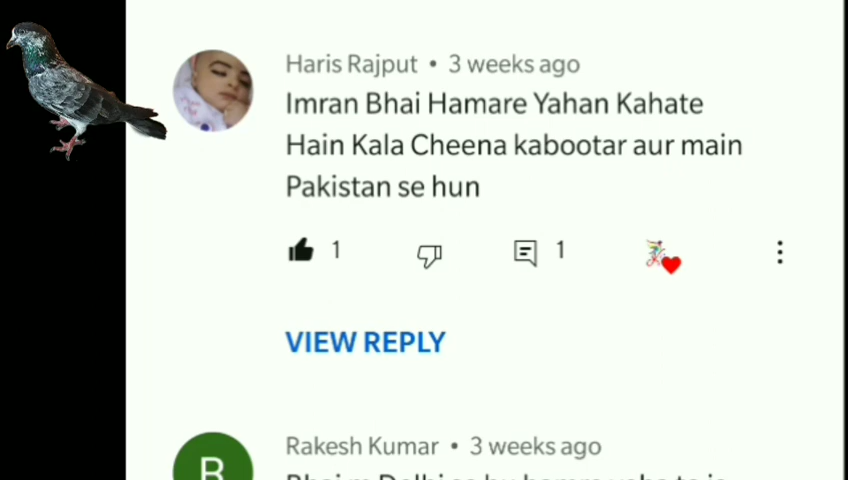 Haris Rajput • 3 weeks ago
Imran Bhai Hamare Yahan Kahate
Hain Kala Cheena kabootar aur main
Pakistan se hun
1 1
VIEW REPLY
R
Rakesh Kumar • 3 weeks ago